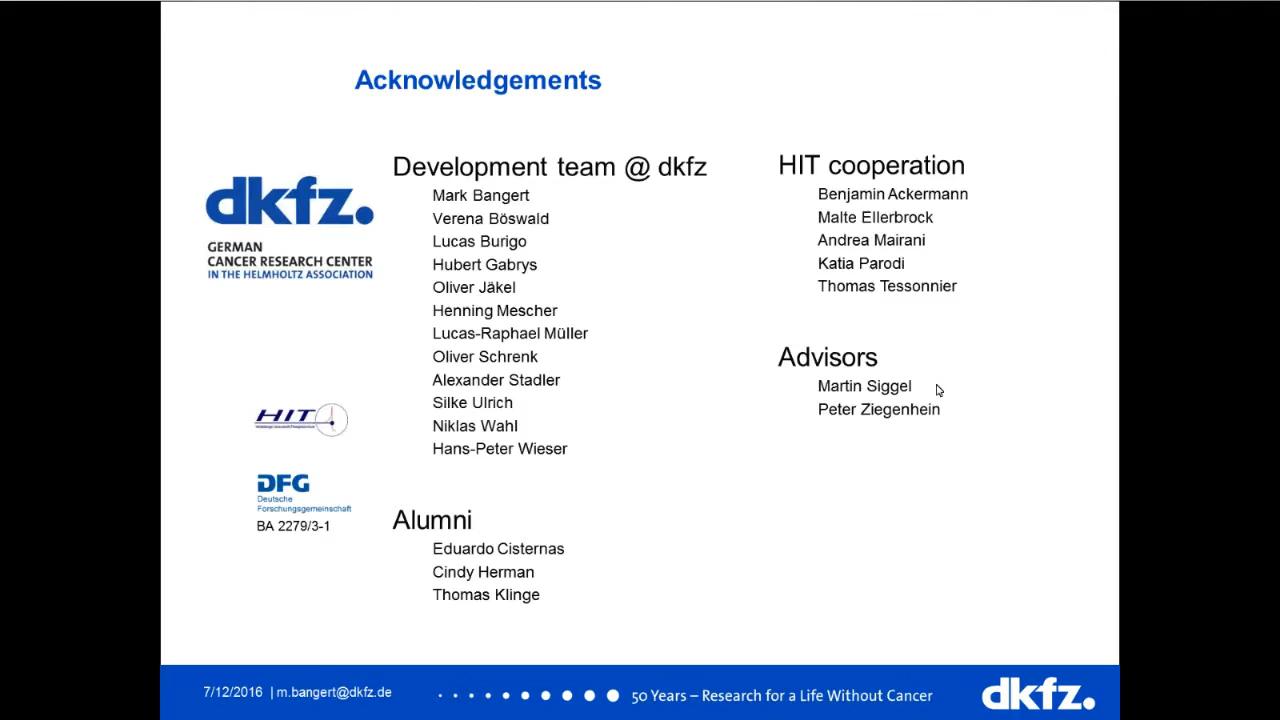 Acknowledgements
dkfz.
GERMAN
CANCER RESEARCH CENTER
IN THE HELMHOLTZ ASSOCIATION
HIT
DFG
Deutsche
Forschungsgemeinschaft
BA 2279/3-1
Development team @ dkfz
Mark Bangert
Verena Böswald
Lucas Burigo
Hubert Gabrys
Oliver Jäkel
Henning Mescher
Lucas-Raphael Müller
Oliver Schrenk
Alexander Stadler
Silke Ulrich
Niklas Wahl
Hans-Peter Wieser
Alumni
Eduardo Cisternas
Cindy Herman
Thomas Klinge
HIT cooperation
Benjamin Ackermann
Malte Ellerbrock
Andrea Mairani
Katia Parodi
Thomas Tessonnier
Advisors
Martin Siggel
Peter Ziegenhein
7/12/2016 | m.bangert@dkfz.de
50 Years – Research for a Life Without Cancer
dkfz.